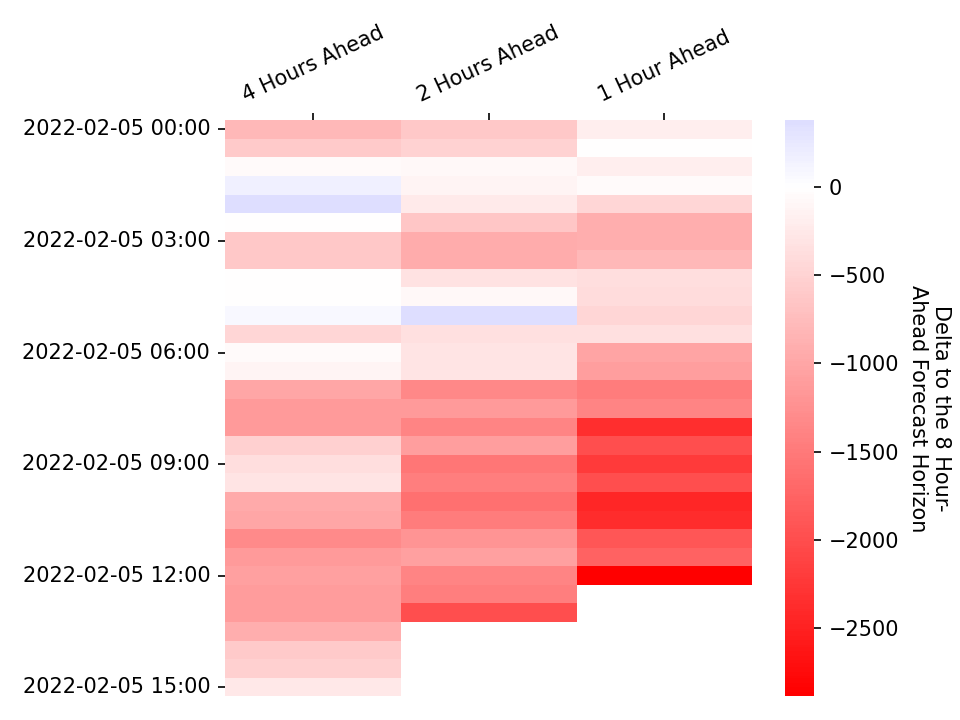 4 Hours Ahead
2 Hours Ahead
1 Hour Ahead
2022-02-05 00:00
2022-02-05 03:00
2022-02-05 06:00
2022-02-05 09:00
2022-02-05 12:00
2022-02-05 15:00
0
−500
−1000
−1500
−2000
−2500
Delta to the 8 Hour-
Ahead Forecast Horizon